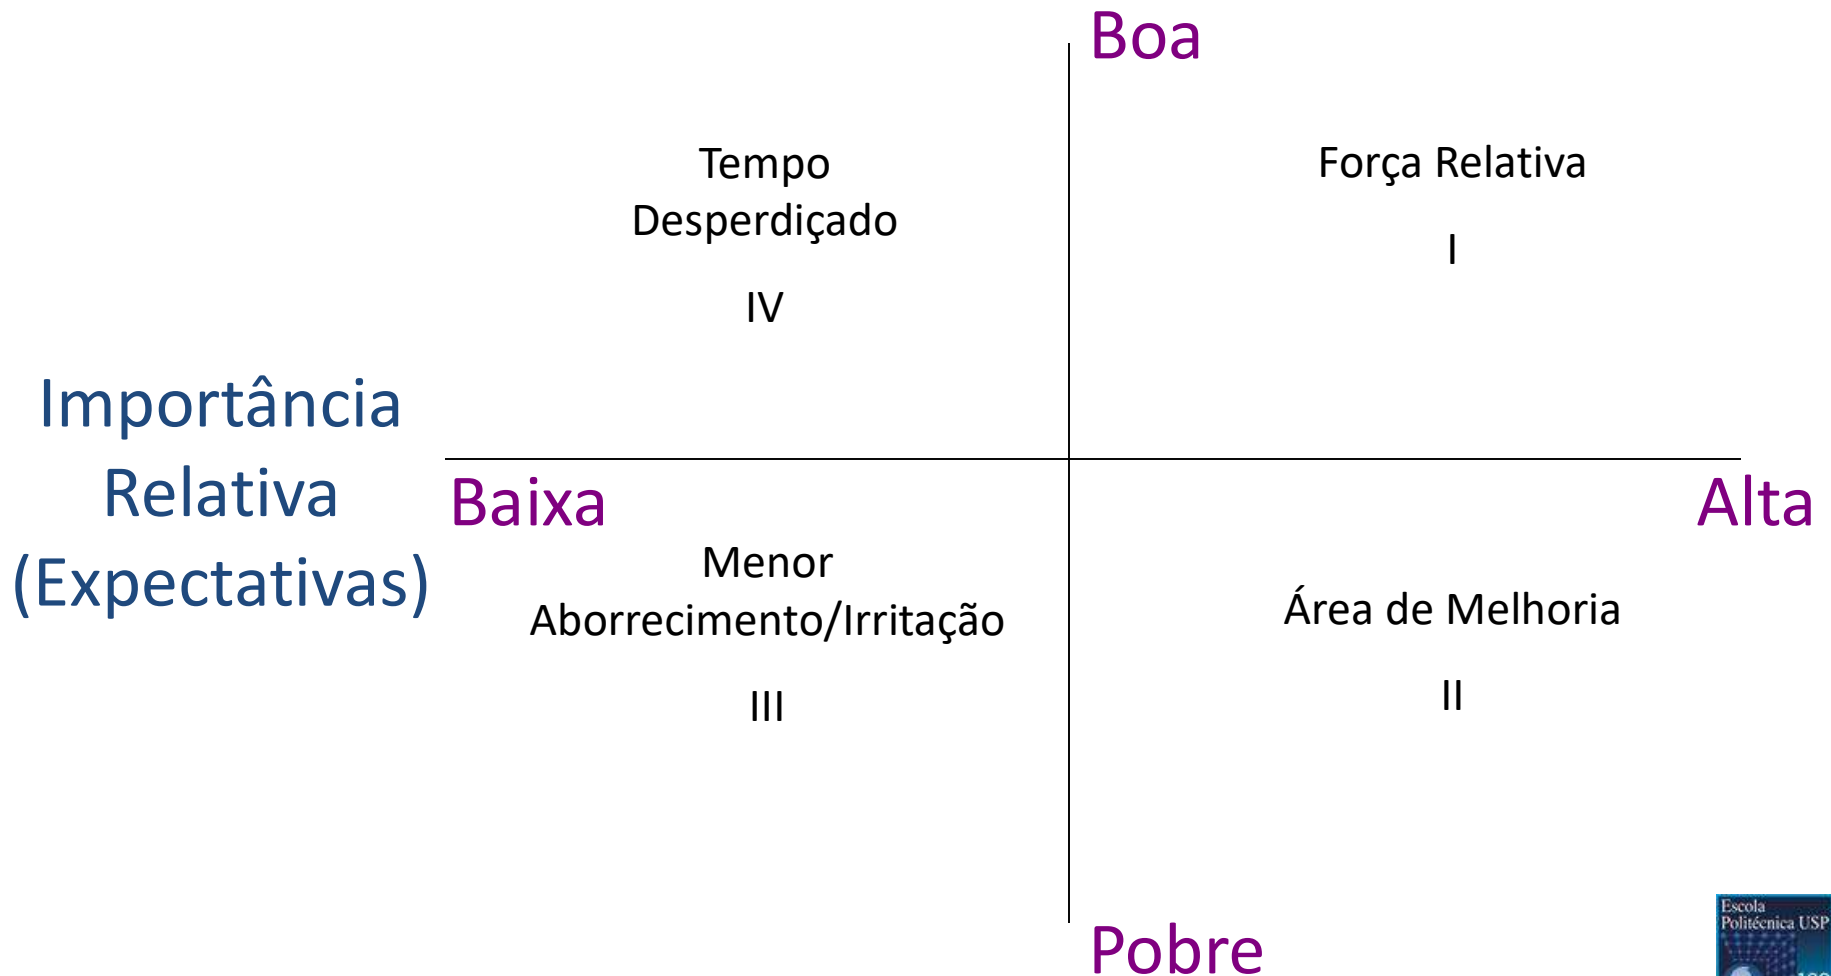 Boa
Tempo
Desperdiçado
IV
Força Relativa
I
Importância
Relativa
(Expectativas)
Baixa
Alta
Menor
Aborrecimento/Irritação
III
Área de Melhoria
II
Pobre
Escola
Politécnica USP